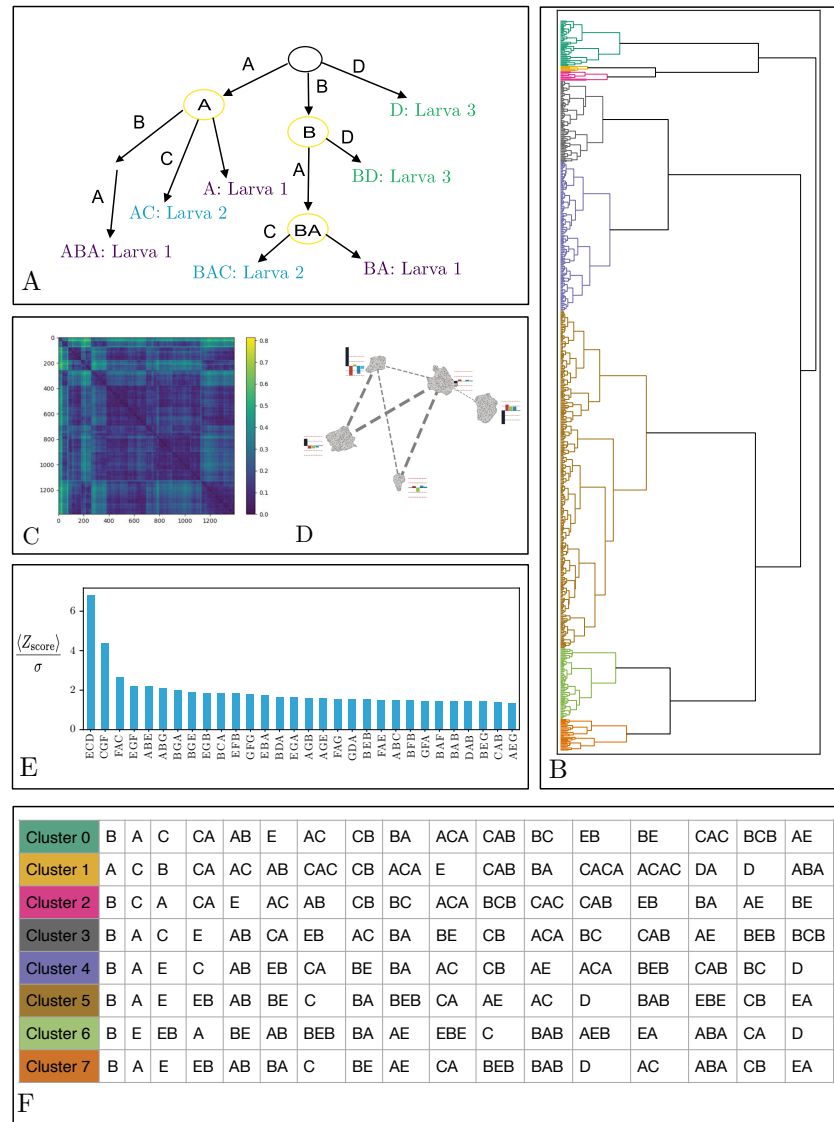 A
B
D
A
B
B
D
C
A
A
D: Larva 3
BD: Larva 3
A: Larva 1
AC: Larva 2
ABA: Larva 1
BA
C
BAC: Larva 2
BA: Larva 1
A
B
0
200
400
600
800
1000
1200
0 200 400 600 800 1000 1200
0.8
0.7
0.6
0.5
0.4
0.3
0.2
0.1
0.0
C
D
⟨Z_score⟩
σ
6
4
2
0
ECD CGF FAC EGF ABE ABG BGA BGE EGB BCA EFB GFG EBA BDA EGA AGB AGE FAG GDA BEB FAE ABC BFB GFA BAF BAB DAB BEG CAB AEG
E
Cluster 0 B A C CA AB E AC CB BA ACA CAB BC EB BE CAC BCB AE
Cluster 1 A C B CA AC AB CAC CB ACA E CAB BA CACA ACAC DA D ABA
Cluster 2 B C A CA E AC AB CB BC ACA BCB CAC CAB EB BA AE BE
Cluster 3 B A C E AB CA EB AC BA BE CB ACA BC CAB AE BEB BCB
Cluster 4 B A E C AB EB CA BE BA AC CB AE ACA BEB CAB BC D
Cluster 5 B A E EB AB BE C BA BEB CA AE AC D BAB EBE CB EA
Cluster 6 B E EB A BE AB BEB BA AE EBE C BAB AEB EA ABA CA D
Cluster 7 B A E EB AB BA C BE AE CA BEB BAB D AC ABA CB EA
F